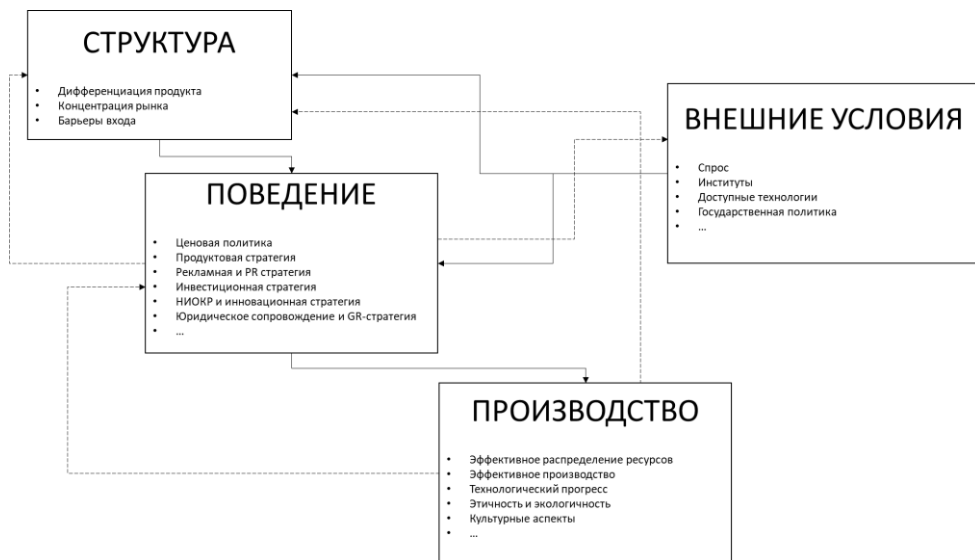 СТРУКТУРА
• Дифференциация продукта
• Концентрация рынка
• Барьеры входа
ВНЕШНИЕ УСЛОВИЯ
• Спрос
• Институты
• Доступные технологии
• Государственная политика
• ...
ПОВЕДЕНИЕ
• Ценовая политика
• Продуктовая стратегия
• Рекламная и PR стратегия
• Инвестиционная стратегия
• НИОКР и инновационная стратегия
• Юридическое сопровождение и GR-стратегия
• ...
ПРОИЗВОДСТВО
• Эффективное распределение ресурсов
• Эффективное производство
• Технологический прогресс
• Этичность и экологичность
• Культурные аспекты
• ...